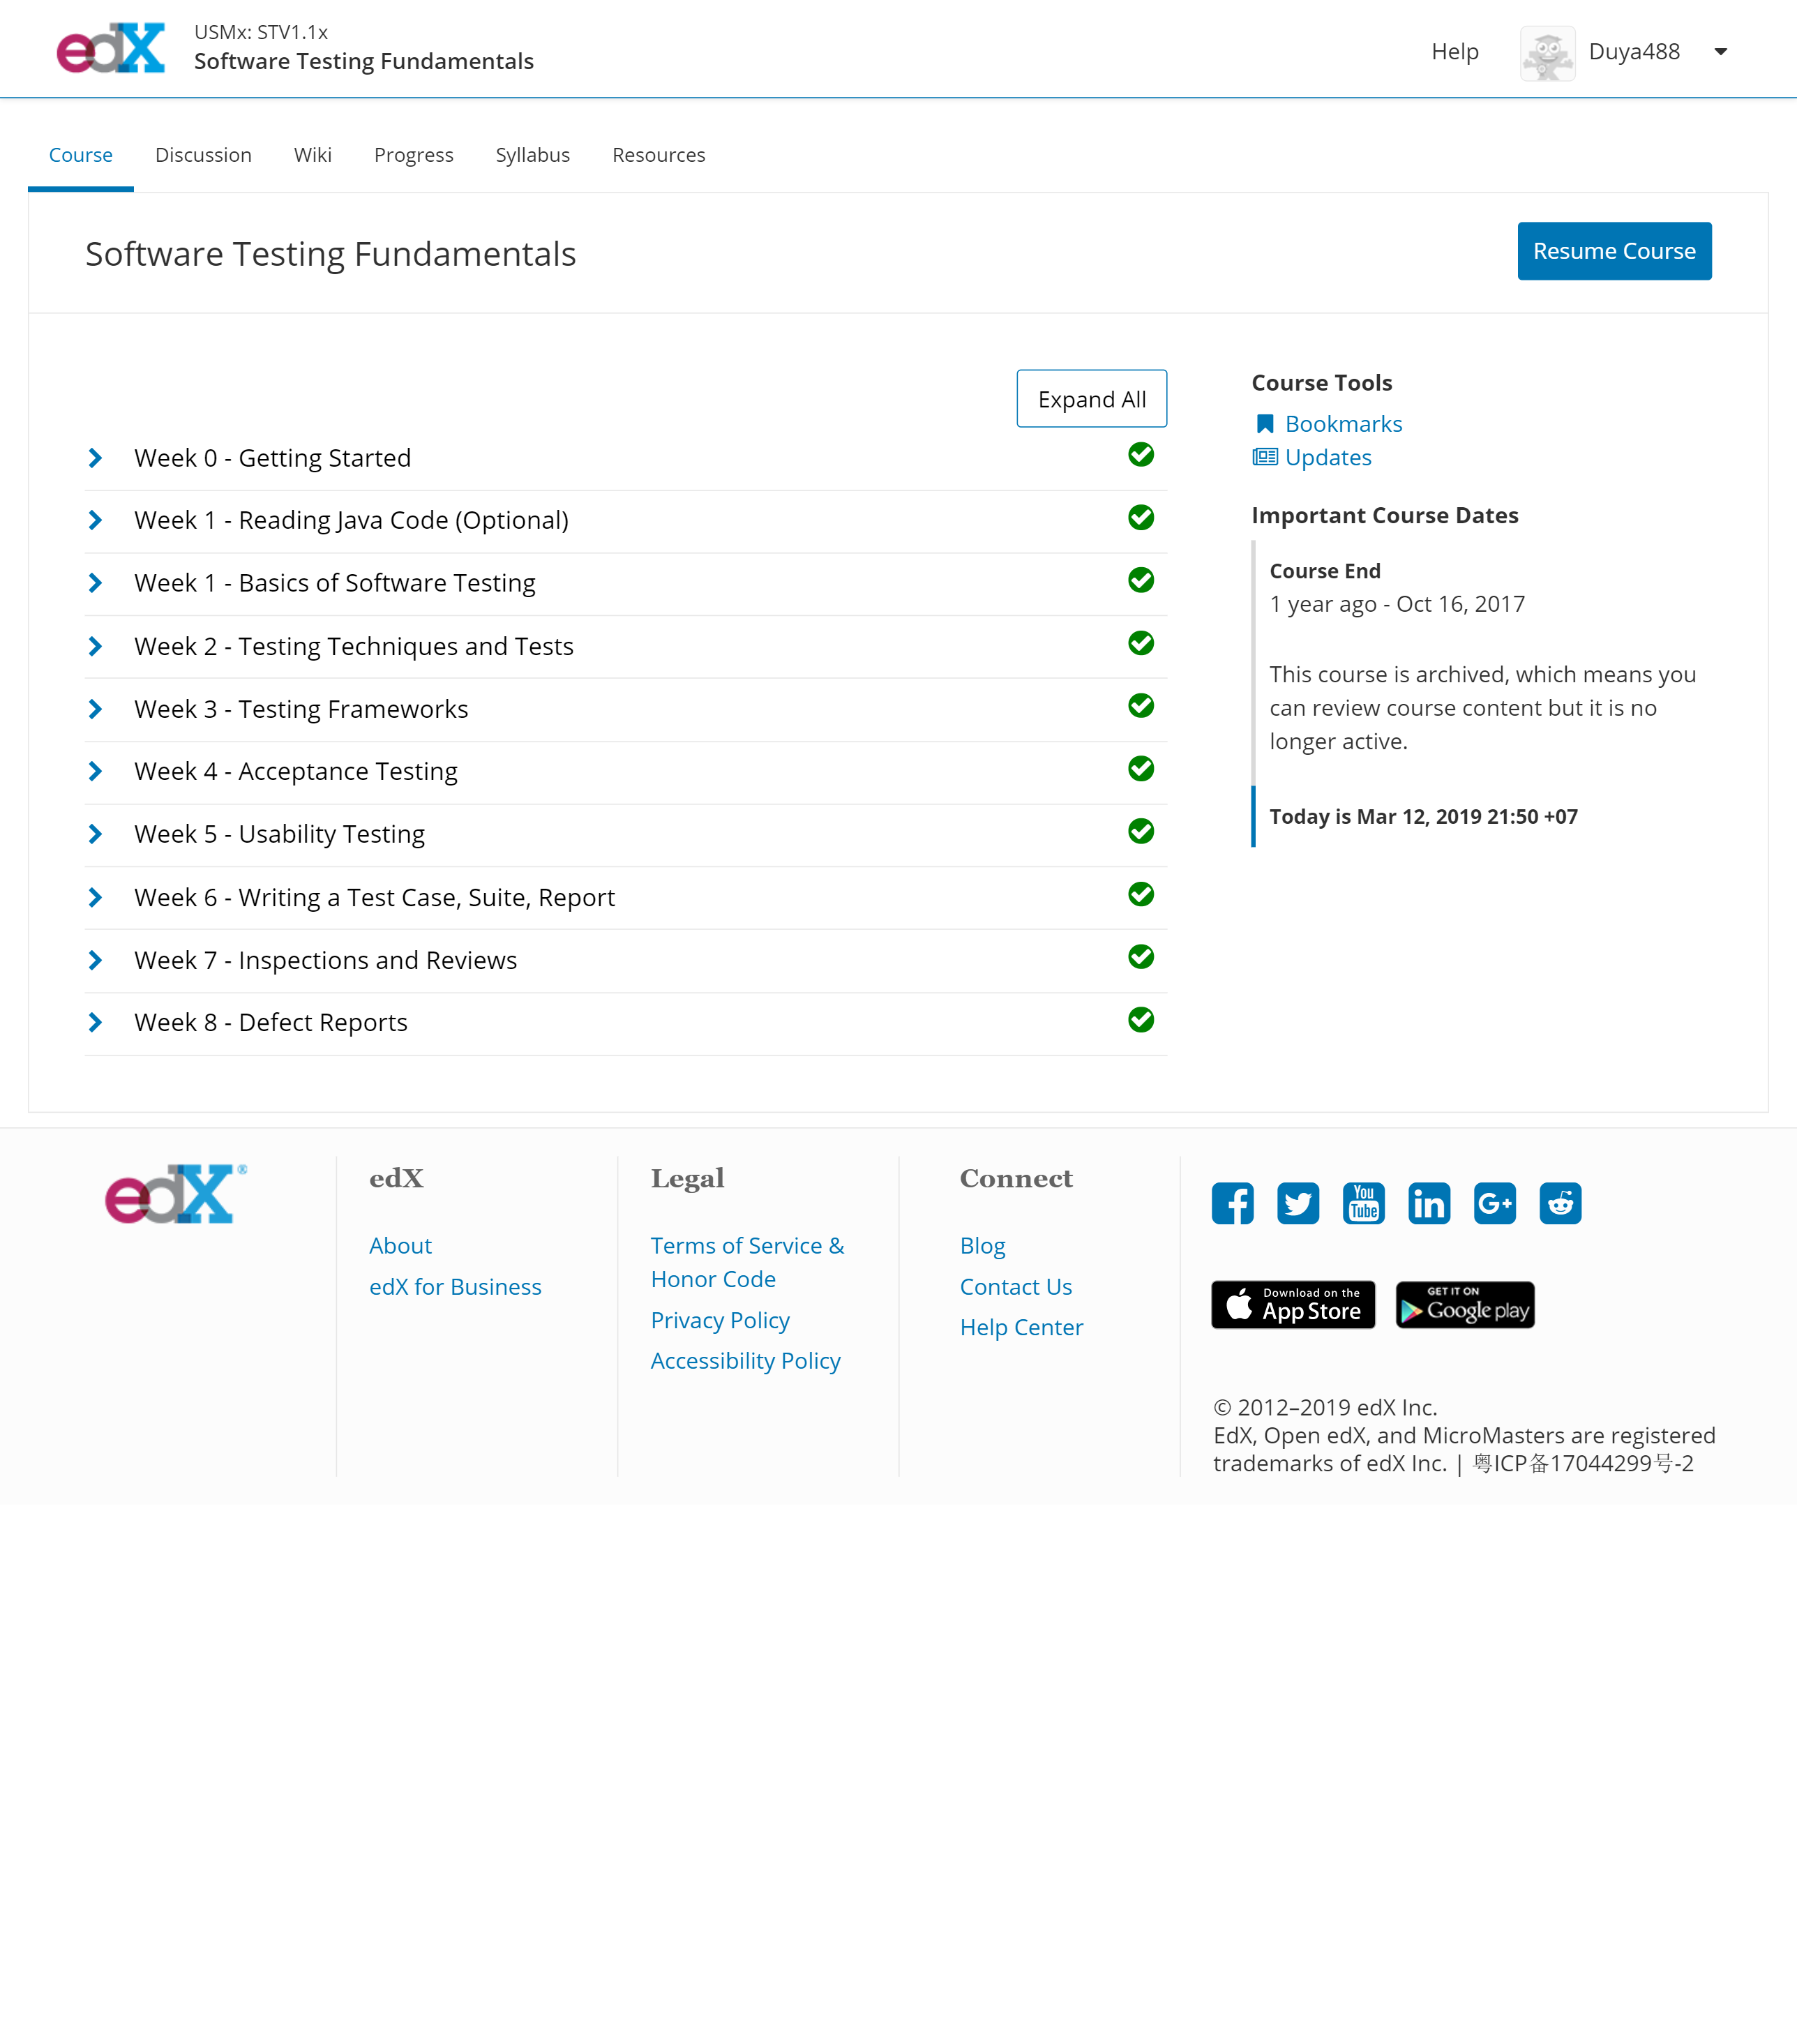 edX
USMx: STV1.1x
Software Testing Fundamentals
Help
Duya488
Course
Discussion
Wiki
Progress
Syllabus
Resources
Software Testing Fundamentals
Resume Course
Expand All
Week 0 - Getting Started
Week 1 - Reading Java Code (Optional)
Week 1 - Basics of Software Testing
Week 2 - Testing Techniques and Tests
Week 3 - Testing Frameworks
Week 4 - Acceptance Testing
Week 5 - Usability Testing
Week 6 - Writing a Test Case, Suite, Report
Week 7 - Inspections and Reviews
Week 8 - Defect Reports
Course Tools
Bookmarks
Updates
Important Course Dates
Course End
1 year ago - Oct 16, 2017
This course is archived, which means you
can review course content but it is no
longer active.
Today is Mar 12, 2019 21:50 +07
edX®
edX
About
edX for Business
Legal
Terms of Service &
Honor Code
Privacy Policy
Accessibility Policy
Connect
Blog
Contact Us
Help Center
You
Tube
in
G+
Download on the
App Store
GET IT ON
Google play
© 2012–2019 edX Inc.
EdX, Open edX, and MicroMasters are registered
trademarks of edX Inc. | 粤ICP备17044299号-2